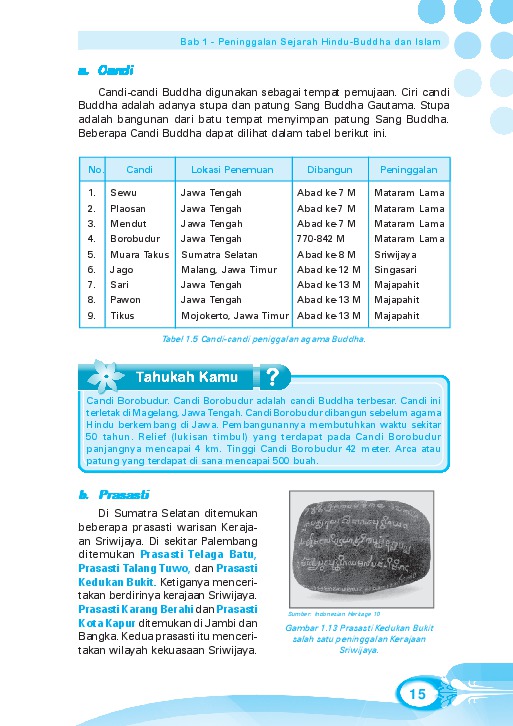 Bab 1 - Peninggalan Sejarah Hindu-Buddha dan Islam
a. Candi
Candi-candi Buddha digunakan sebagai tempat pemujaan. Ciri candi
Buddha adalah adanya stupa dan patung Sang Buddha Gautama. Stupa
adalah bangunan dari batu tempat menyimpan patung Sang Buddha.
Beberapa Candi Buddha dapat dilihat dalam tabel berikut ini.
No. Candi Lokasi Penemuan Dibangun Peninggalan
1. Sewu Jawa Tengah Abad ke-7 M Mataram Lama
2. Plaosan Jawa Tengah Abad ke-7 M Mataram Lama
3. Mendut Jawa Tengah Abad ke-7 M Mataram Lama
4. Borobudur Jawa Tengah 770-842 M Mataram Lama
5. Muara Takus Sumatra Selatan Abad ke-8 M Sriwijaya
6. Jago Malang, Jawa Timur Abad ke-12 M Singasari
7. Sari Jawa Tengah Abad ke-13 M Majapahit
8. Pawon Jawa Tengah Abad ke-13 M Majapahit
9. Tikus Mojokerto, Jawa Timur Abad ke-13 M Majapahit
Tabel 1.5 Candi-candi peniggalan agama Buddha.
Tahukah Kamu ?
Candi Borobudur. Candi Borobudur adalah candi Buddha terbesar. Candi ini
terletak di Magelang, Jawa Tengah. Candi Borobudur dibangun sebelum agama
Hindu berkembang di Jawa. Pembangunannya membutuhkan waktu sekitar
50 tahun. Relief (lukisan timbul) yang terdapat pada Candi Borobudur
panjangnya mencapai 4 km. Tinggi Candi Borobudur 42 meter. Arca atau
patung yang terdapat di sana mencapai 500 buah.
b. Prasasti
Di Sumatra Selatan ditemukan
beberapa prasasti warisan Keraja-
an Sriwijaya. Di sekitar Palembang
ditemukan Prasasti Telaga Batu,
Prasasti Talang Tuwo, dan Prasasti
Kedukan Bukit. Ketiganya menceri-
takan berdirinya kerajaan Sriwijaya.
Prasasti Karang Berahi dan Prasasti
Kota Kapur ditemukan di Jambi dan
Bangka. Kedua prasasti itu menceri-
takan wilayah kekuasaan Sriwijaya.
Sumber: Indonesian Heritage 10
Gambar 1.13 Prasasti Kedukan Bukit
salah satu peninggalan Kerajaan
Sriwijaya.
15